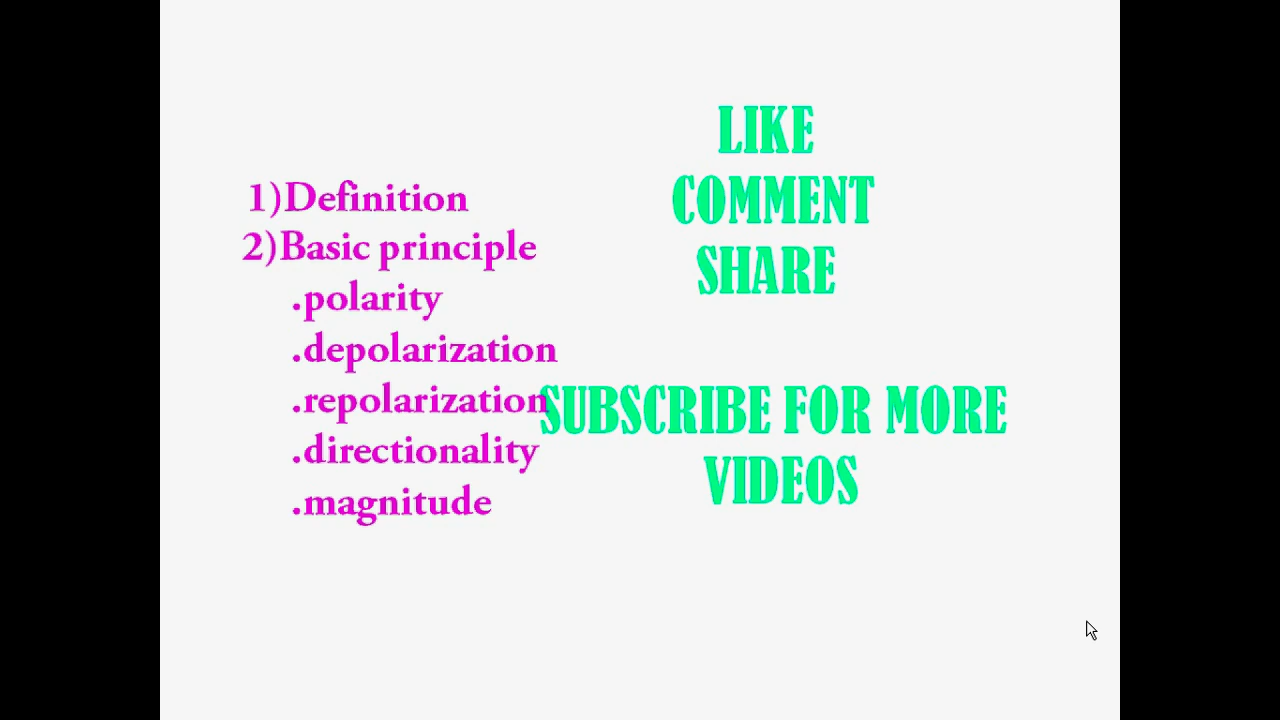 1)Definition
2)Basic principle
.polarity
.depolarization
.repolarization
.directionality
.magnitude
LIKE
COMMENT
SHARE
SUBSCRIBE FOR MORE
VIDEOS